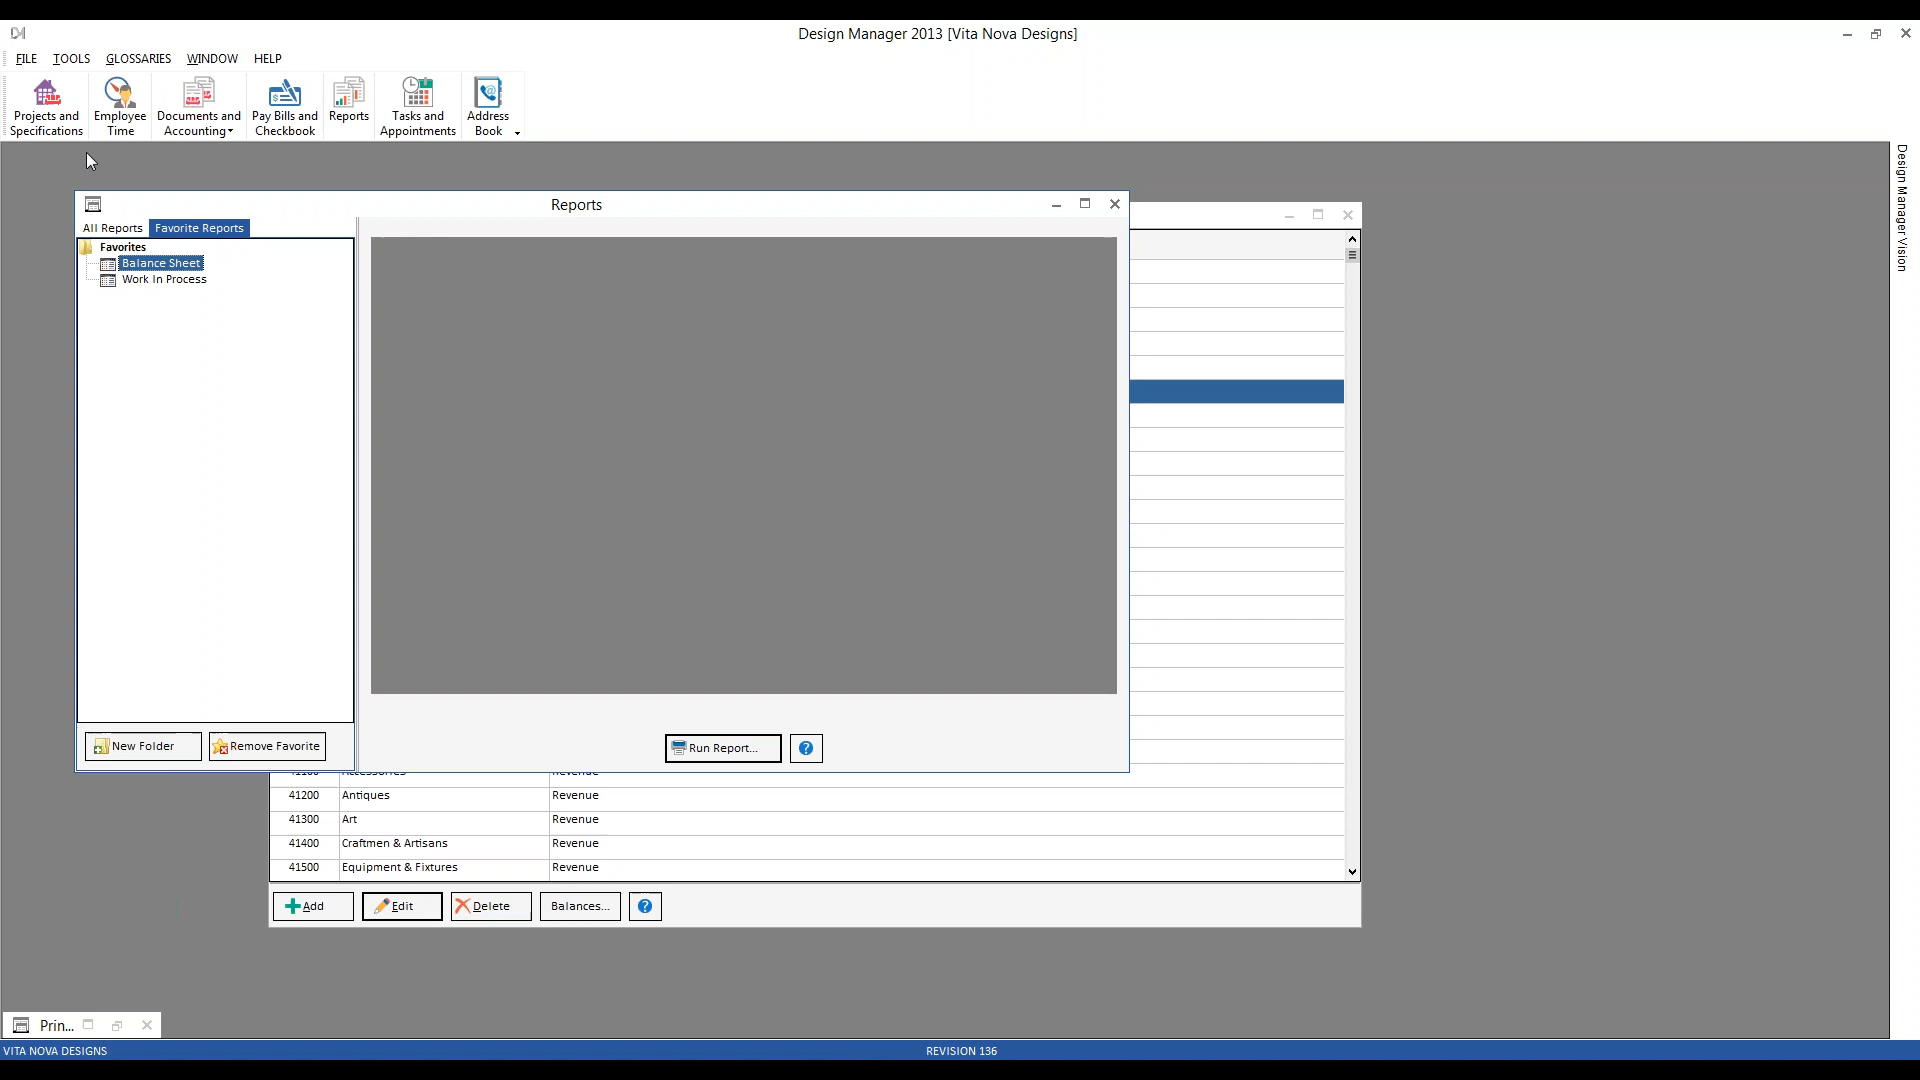 Design Manager 2013 [Vita Nova Designs]
FILE TOOLS GLOSSARIES WINDOW HELP
Projects and Specifications
Employee Time
Documents and Accounting
Pay Bills and Checkbook
Reports
Tasks and Appointments
Address Book
Design Manager Vision
Reports
All Reports Favorite Reports
Favorites
Balance Sheet
Work In Process
New Folder Remove Favorite
Run Report...
41100 Accessories Revenue
41200 Antiques Revenue
41300 Art Revenue
41400 Craftmen & Artisans Revenue
41500 Equipment & Fixtures Revenue
Add Edit Delete Balances...
Prin...
VITA NOVA DESIGNS REVISION 136